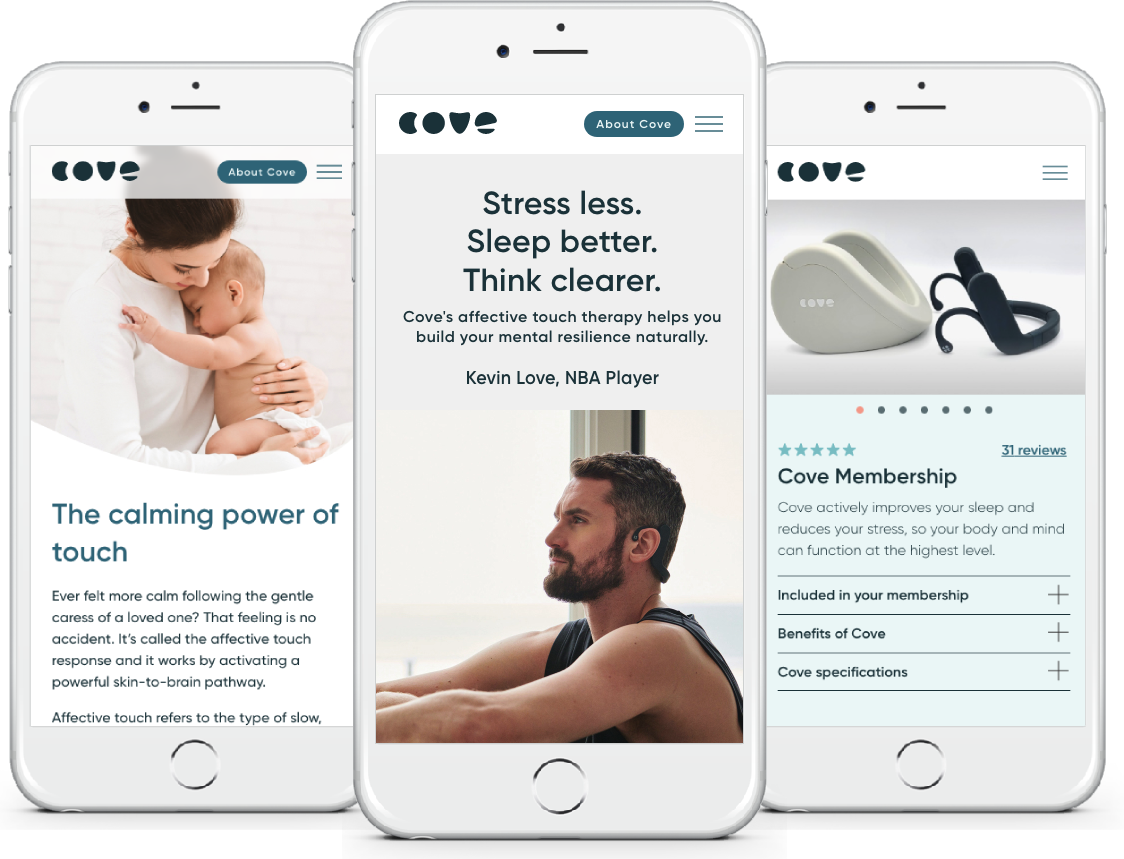 cove
About Cove
The calming power of
touch
Ever felt more calm following the gentle
caress of a loved one? That feeling is no
accident. It’s called the affective touch
response and it works by activating a
powerful skin-to-brain pathway.
Affective touch refers to the type of slow,
cove
About Cove
Stress less.
Sleep better.
Think clearer.
Cove's affective touch therapy helps you
build your mental resilience naturally.
Kevin Love, NBA Player
cove
cove
31 reviews
Cove Membership
Cove actively improves your sleep and
reduces your stress, so your body and mind
can function at the highest level.
Included in your membership
Benefits of Cove
Cove specifications